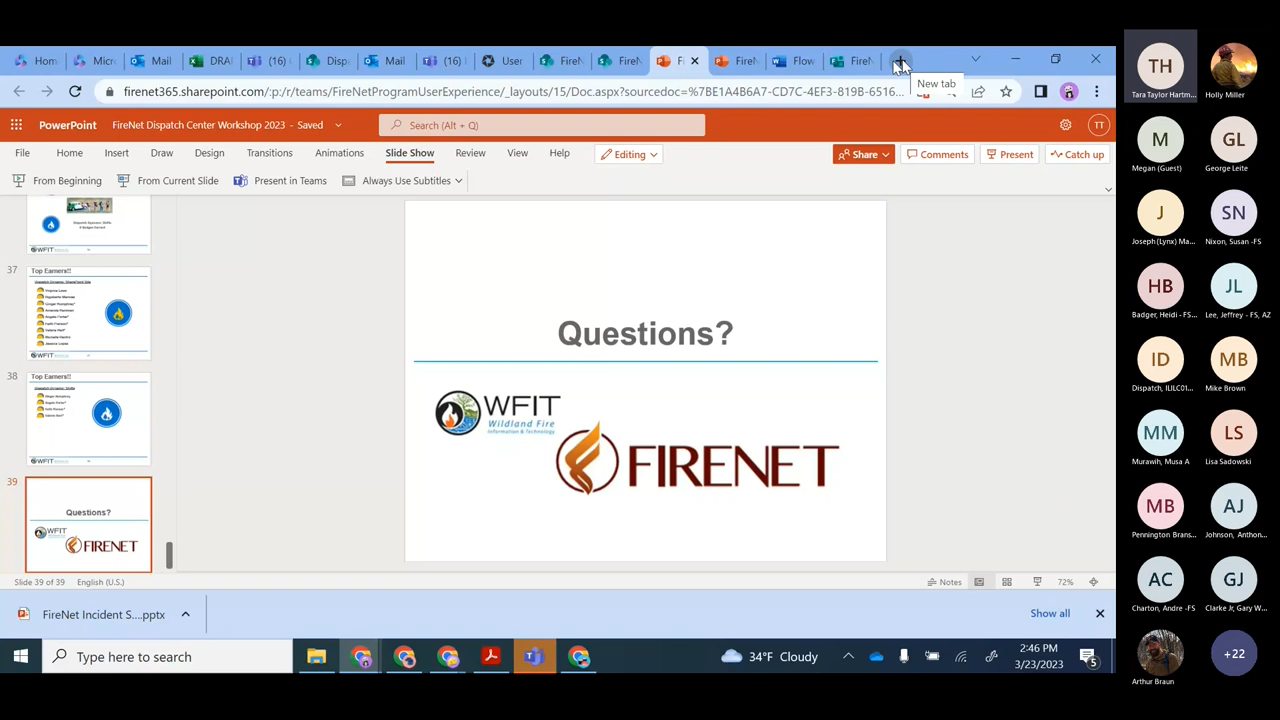 Hom
Micr
Mail
DRA
(16)
Disp
Mail
(16)
User
FireN
FireN
Fi
FireN
Flow
FireN
New tab
firenet365.sharepoint.com/:p:/r/teams/FireNetProgramUserExperience/_layouts/15/Doc.aspx?sourcedoc=%7BE1A4B6A7-CD7C-4EF3-819B-6516...
PowerPoint
FireNet Dispatch Center Workshop 2023 - Saved
Search (Alt + Q)
TT
File
Home
Insert
Draw
Design
Transitions
Animations
Slide Show
Review
View
Help
Editing
Share
Comments
Present
Catch up
From Beginning
From Current Slide
Present in Teams
Always Use Subtitles
37
Top Earners!!!
38
Top Earners!!!
39
Questions?
WFIT
FIRENET
Questions?
WFIT
Wildland Fire
Information & Technology
FIRENET
Slide 39 of 39
English (U.S.)
Notes
72%
FireNet Incident S....pptx
Show all
Type here to search
34°F Cloudy
2:46 PM
3/23/2023
5
TH
Tara Taylor Hartm...
Holly Miller
M
Megan (Guest)
GL
George Leite
J
Joseph (Lynx) Ma...
SN
Nixon, Susan -FS
HB
Badger, Heidi - FS...
JL
Lee, Jeffrey - FS, AZ
ID
Dispatch, ILILC01...
MB
Mike Brown
MM
Murawih, Musa A
LS
Lisa Sadowski
MB
Pennington Brans...
AJ
Johnson, Anthon...
AC
Charton, Andre -FS
GJ
Clarke Jr, Gary W...
Arthur Braun
+22